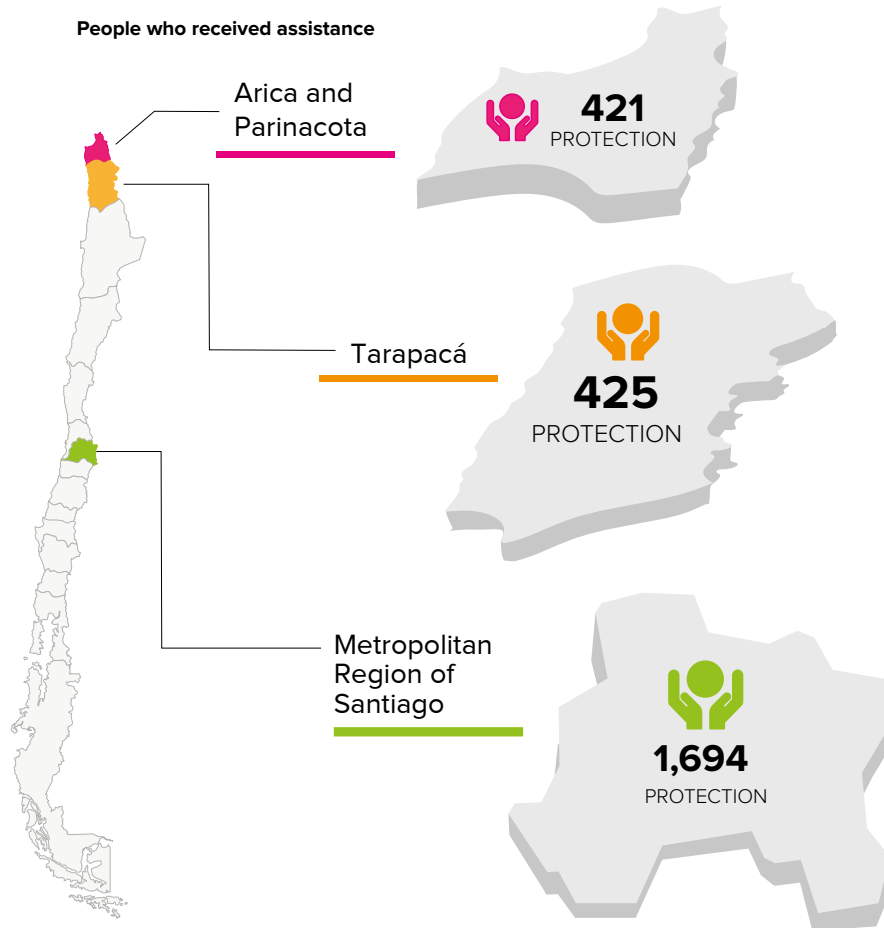 People who received assistance
Arica and
Parinacota
421
PROTECTION
Tarapacá
425
PROTECTION
Metropolitan
Region of
Santiago
1,694
PROTECTION